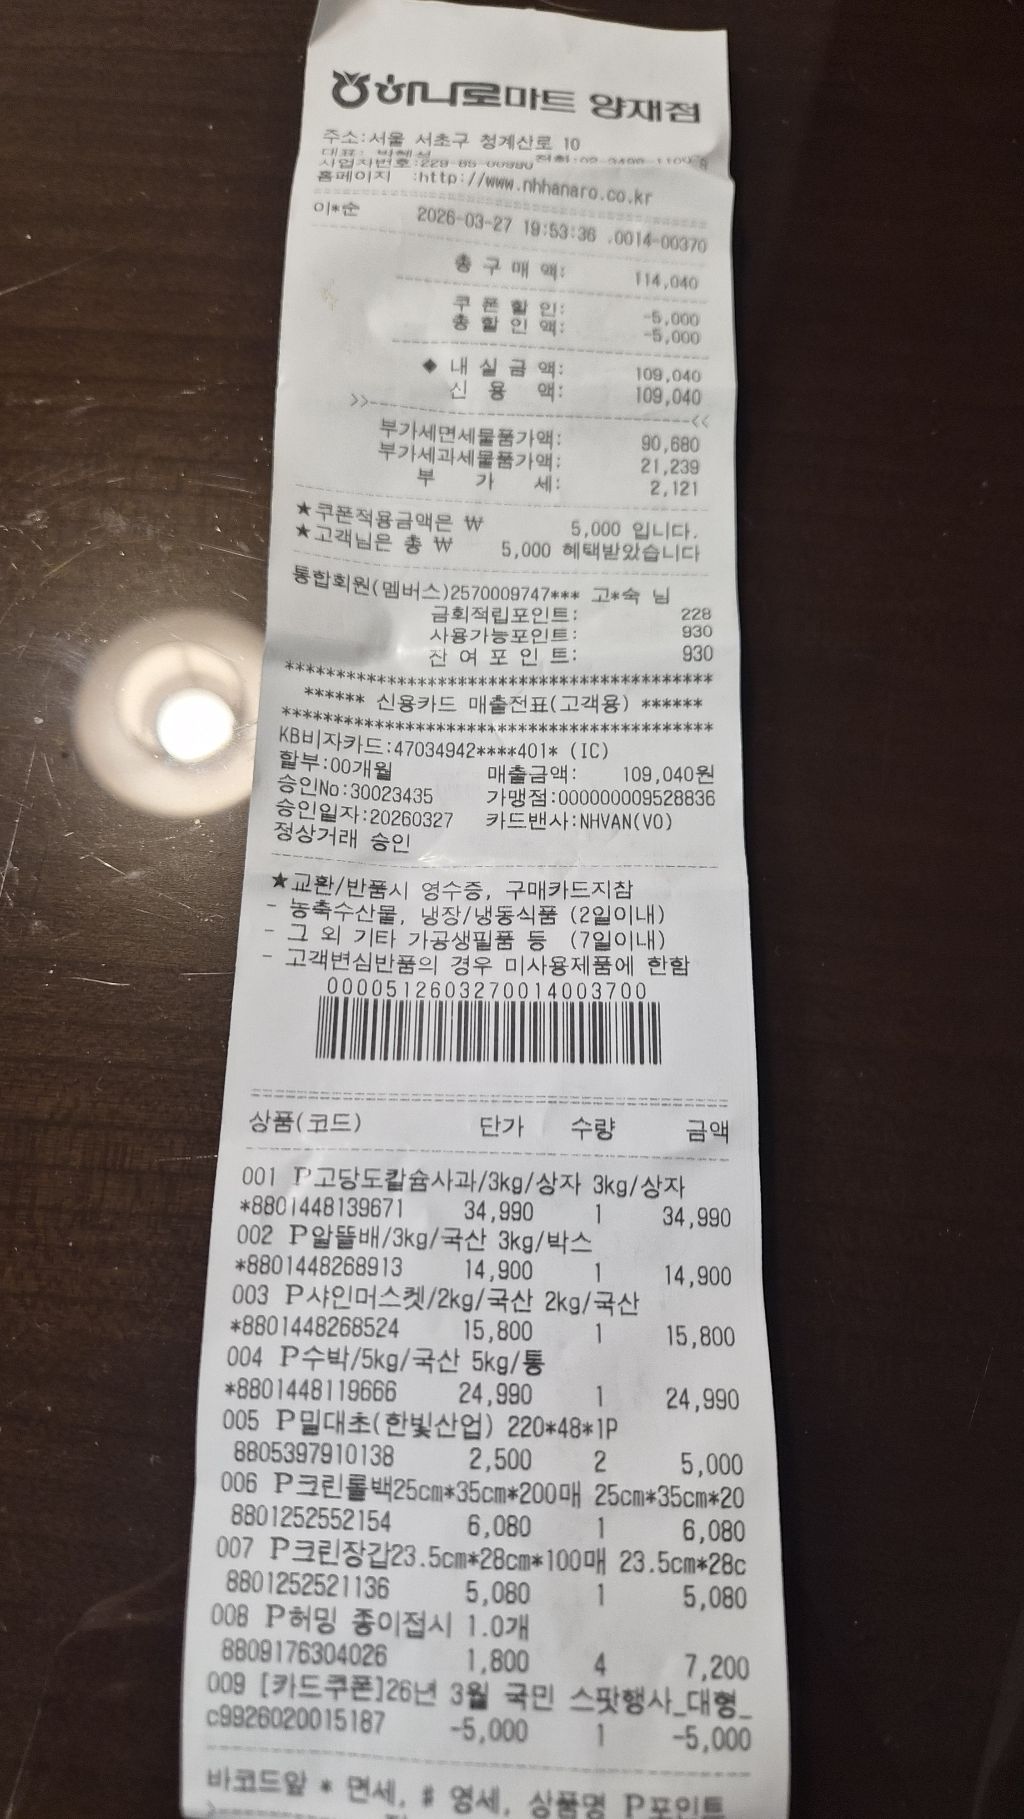 하나로마트 양재점
주소:서울 서초구 청계산로 10
대표: 박혜성 전화:02-3498-1109
사업자번호:229-85-00980
홈페이지 :http://www.nhhanaro.co.kr
이*순 2026-03-27 19:53:36 .0014-00370
총 구 매 액: 114,040
쿠 폰 할 인: -5,000
총 할 인 액: -5,000
◆ 내 실 금 액: 109,040
신 용 액: 109,040
>>---<<
부가세면세물품가액: 90,680
부가세과세물품가액: 21,239
부 가 세: 2,121
★쿠폰적용금액은 ₩ 5,000 입니다.
★고객님은 총 ₩ 5,000 혜택받았습니다
통합회원(멤버스)2570009747*** 고*숙 님
금회적립포인트: 228
사용가능포인트: 930
잔 여 포 인 트: 930
******************************************
****** 신용카드 매출전표(고객용) ******
******************************************
KB비자카드:47034942****401* (IC)
할부:00개월 매출금액: 109,040원
승인No:30023435 가맹점:000000009528836
승인일자:20260327 카드밴사:NHVAN(VO)
정상거래 승인
★교환/반품시 영수증, 구매카드지참
- 농축수산물, 냉장/냉동식품 (2일이내)
- 그 외 기타 가공생필품 등 (7일이내)
- 고객변심반품의 경우 미사용제품에 한함
00005126032700140037​00
상품(코드) 단가 수량 금액
001 P고당도칼슘사과/3kg/상자 3kg/상자
*8801448139671 34,990 1 34,990
002 P알뜰배/3kg/국산 3kg/박스
*8801448268913 14,900 1 14,900
003 P샤인머스켓/2kg/국산 2kg/국산
*8801448268524 15,800 1 15,800
004 P수박/5kg/국산 5kg/통
*8801448119666 24,990 1 24,990
005 P밀대초(한빛산업) 220*48*1P
8805397910138 2,500 2 5,000
006 P크린롤백25cm*35cm*200매 25cm*35cm*20
8801252552154 6,080 1 6,080
007 P크린장갑23.5cm*28cm*100매 23.5cm*28c
8801252521136 5,080 1 5,080
008 P허밍 종이접시 1.0개
8809176304026 1,800 4 7,200
009 [카드쿠폰]26년 3월 국민 스팟행사_대형_
c9926020015187 -5,000 1 -5,000
바코드앞 * 면세, # 영세, 상품명 P포인트